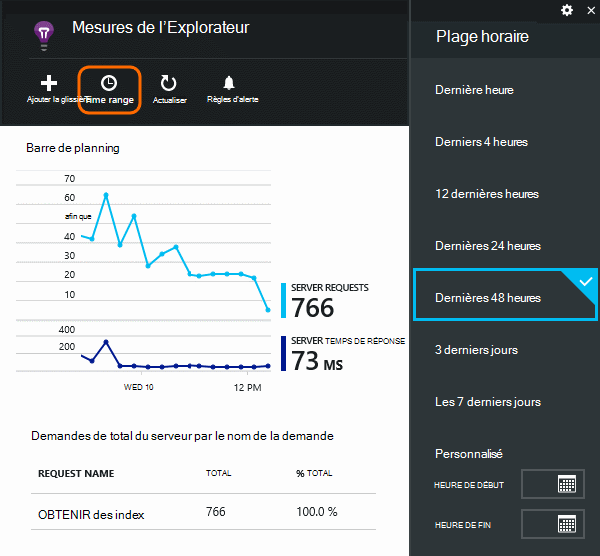 Mesures de l'Explorateur
Ajouter la glissière
Time range
Actualiser
Règles d'alerte
Barre de planning
70
60
afin que
40
30
20
10
SERVER REQUESTS
766
400
200
SERVER TEMPS DE RÉPONSE
73 MS
WED 10
12 PM
Demandes de total du serveur par le nom de la demande
REQUEST NAME TOTAL % TOTAL
OBTENIR des index 766 100.0 %
Plage horaire
Dernière heure
Derniers 4 heures
12 dernières heures
Dernières 24 heures
Dernières 48 heures
3 derniers jours
Les 7 derniers jours
Personnalisé
HEURE DE DÉBUT
HEURE DE FIN